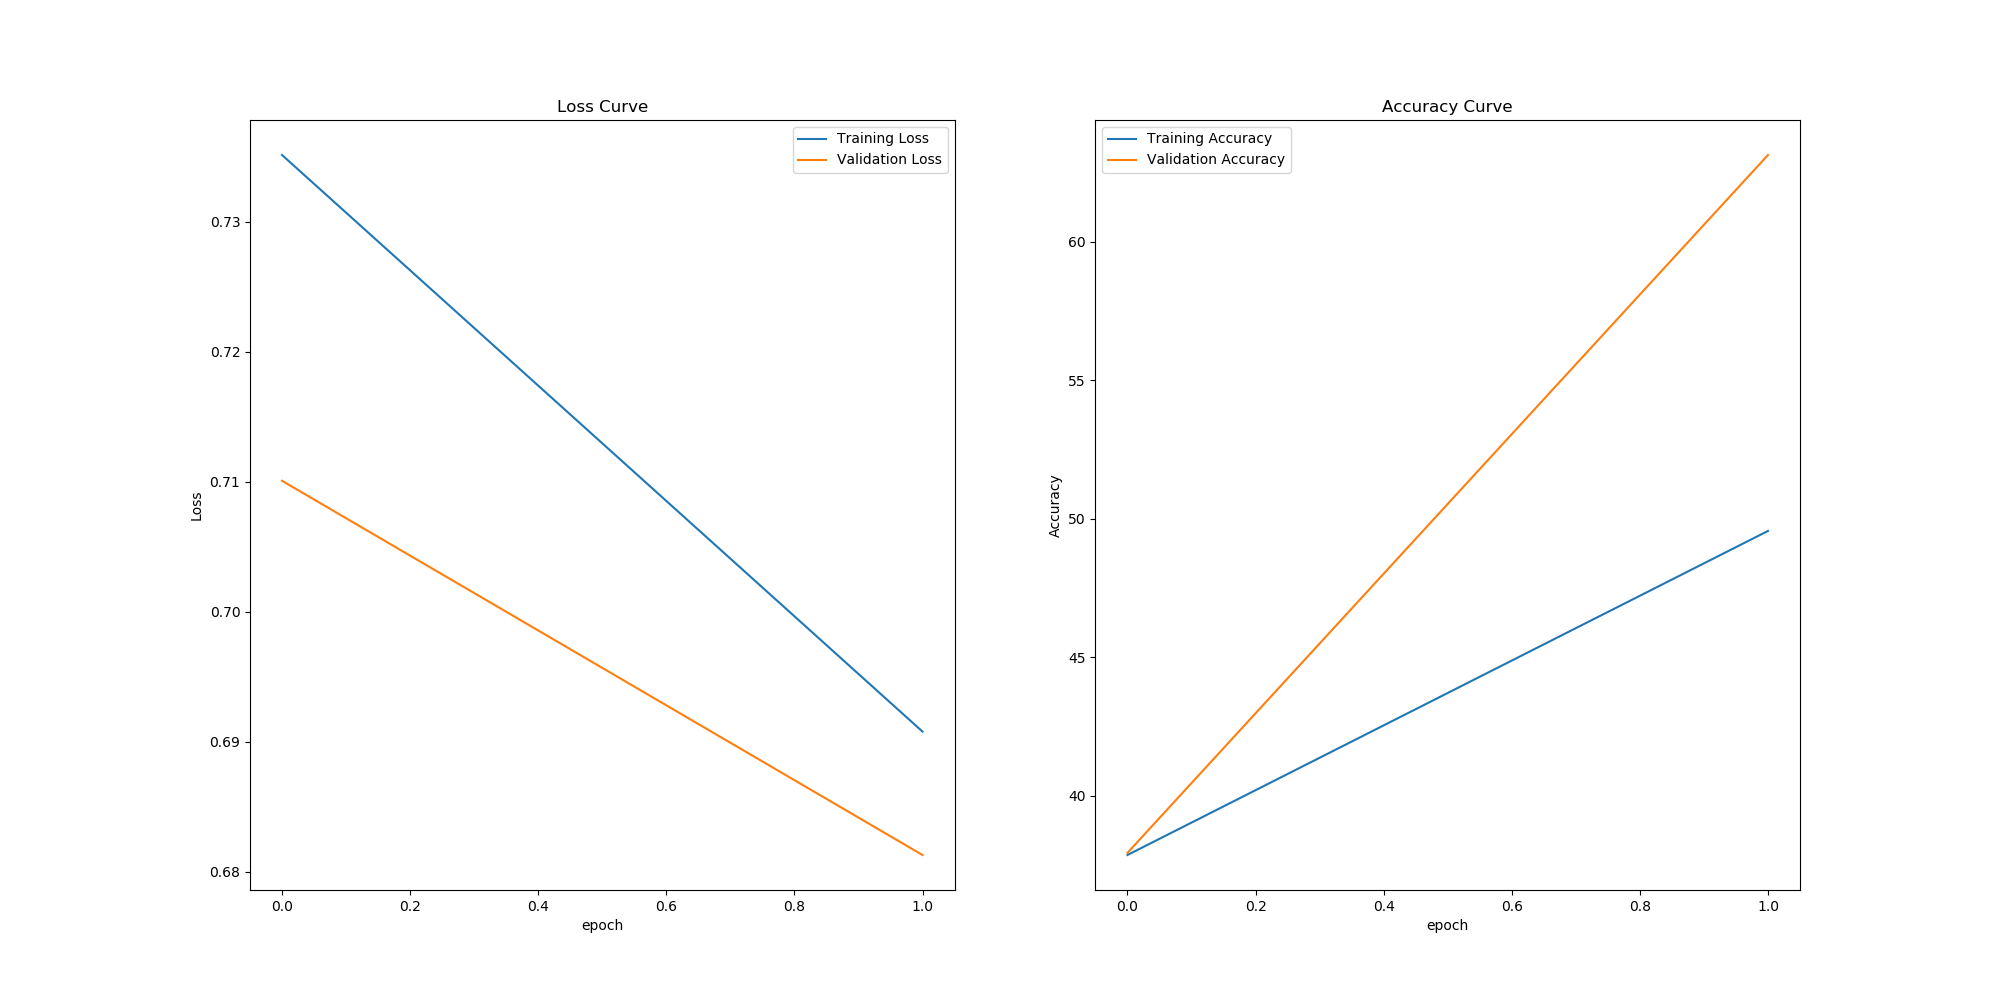 Loss Curve
Training Loss
Validation Loss
0.73
0.72
0.71
0.70
0.69
0.68
Loss
0.0 0.2 0.4 0.6 0.8 1.0
epoch
Accuracy Curve
Training Accuracy
Validation Accuracy
60
55
50
45
40
Accuracy
0.0 0.2 0.4 0.6 0.8 1.0
epoch